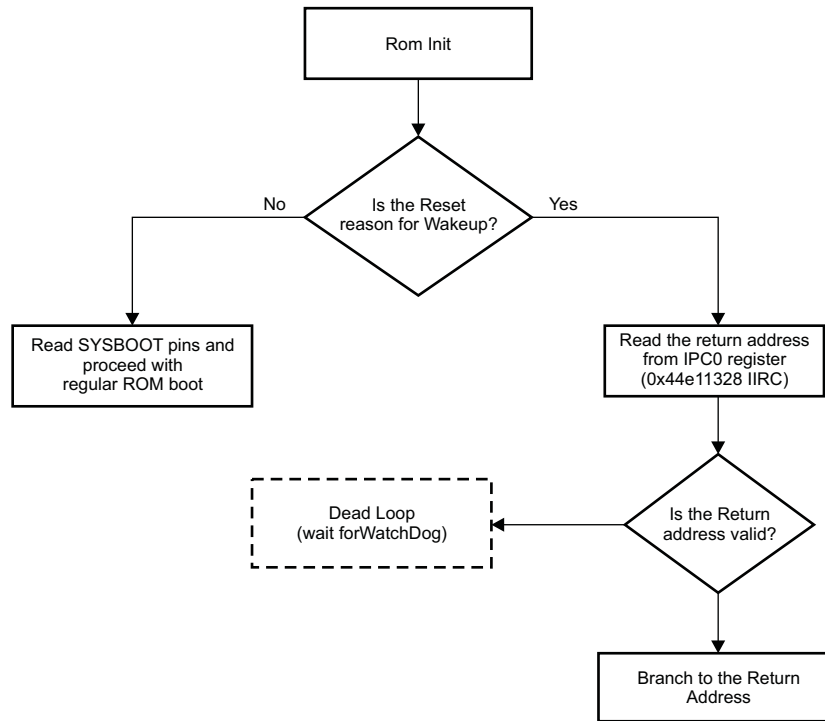 Rom Init
Is the Reset
reason for Wakeup?
No
Yes
Read SYSBOOT pins and
proceed with
regular ROM boot
Read the return address
from IPC0 register
(0x44e11328 IIRC)
Dead Loop
(wait forWatchDog)
Is the Return
address valid?
Branch to the Return
Address